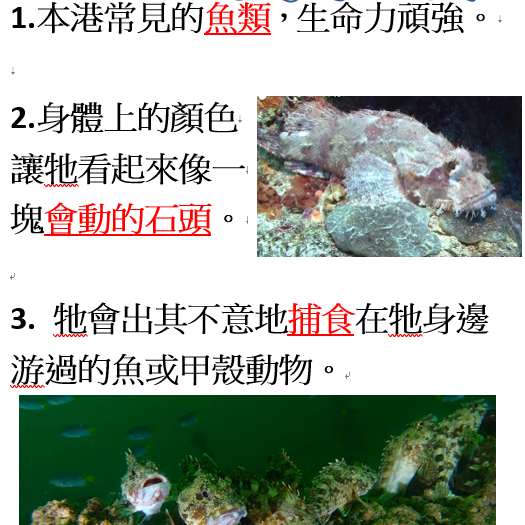 1.本港常見的魚類，生命力頑強。
2.身體上的顏色
讓牠看起來像一
塊會動的石頭。
3. 牠會出其不意地捕食在牠身邊
游過的魚或甲殼動物。